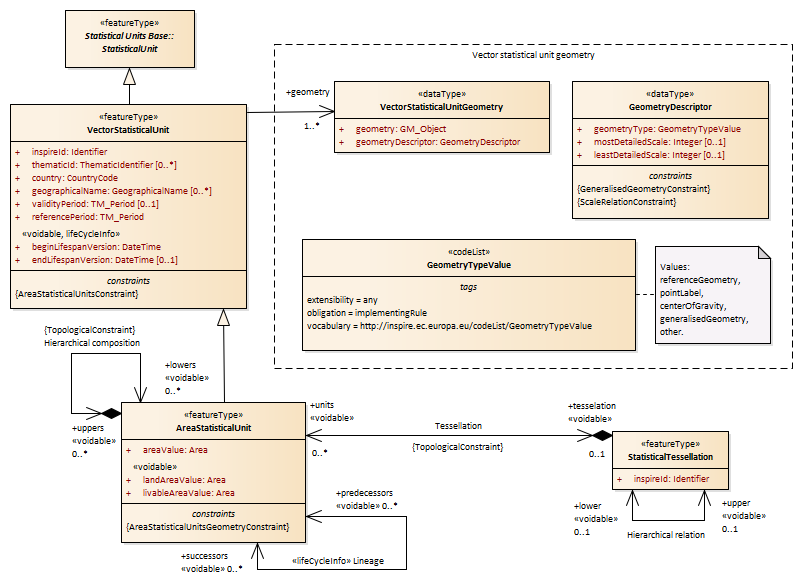 «featureType»
Statistical Units Base::
StatisticalUnit
Vector statistical unit geometry
«featureType»
VectorStatisticalUnit
+ inspireId: Identifier
+ thematicId: ThematicIdentifier [0..*]
+ country: CountryCode
+ geographicalName: GeographicalName [0..*]
+ validityPeriod: TM_Period [0..1]
+ referencePeriod: TM_Period
«voidable, lifeCycleInfo»
+ beginLifespanVersion: DateTime
+ endLifespanVersion: DateTime [0..1]
constraints
{AreaStatisticalUnitsConstraint}
+geometry
1..*
«dataType»
VectorStatisticalUnitGeometry
+ geometry: GM_Object
+ geometryDescriptor: GeometryDescriptor
«dataType»
GeometryDescriptor
+ geometryType: GeometryTypeValue
+ mostDetailedScale: Integer [0..1]
+ leastDetailedScale: Integer [0..1]
constraints
{GeneralisedGeometryConstraint}
{ScaleRelationConstraint}
«codeList»
GeometryTypeValue
tags
extensibility = any
obligation = implementingRule
vocabulary = http://inspire.ec.europa.eu/codeList/GeometryTypeValue
Values:
referenceGeometry,
pointLabel,
centerOfGravity,
generalisedGeometry,
other.
{TopologicalConstraint}
Hierarchical composition
+lowers
«voidable»
0..*
+uppers
«voidable»
0..*
«featureType»
AreaStatisticalUnit
+ areaValue: Area
«voidable»
+ landAreaValue: Area
+ livableAreaValue: Area
constraints
{AreaStatisticalUnitsGeometryConstraint}
+units
«voidable»
0..*
Tessellation
{TopologicalConstraint}
+tesselation
«voidable»
0..1
«featureType»
StatisticalTessellation
+ inspireId: Identifier
+lower
«voidable»
0..1
Hierarchical relation
+upper
«voidable»
0..1
+predecessors
«voidable» 0..*
+successors
«voidable» 0..*
«lifeCycleInfo» Lineage